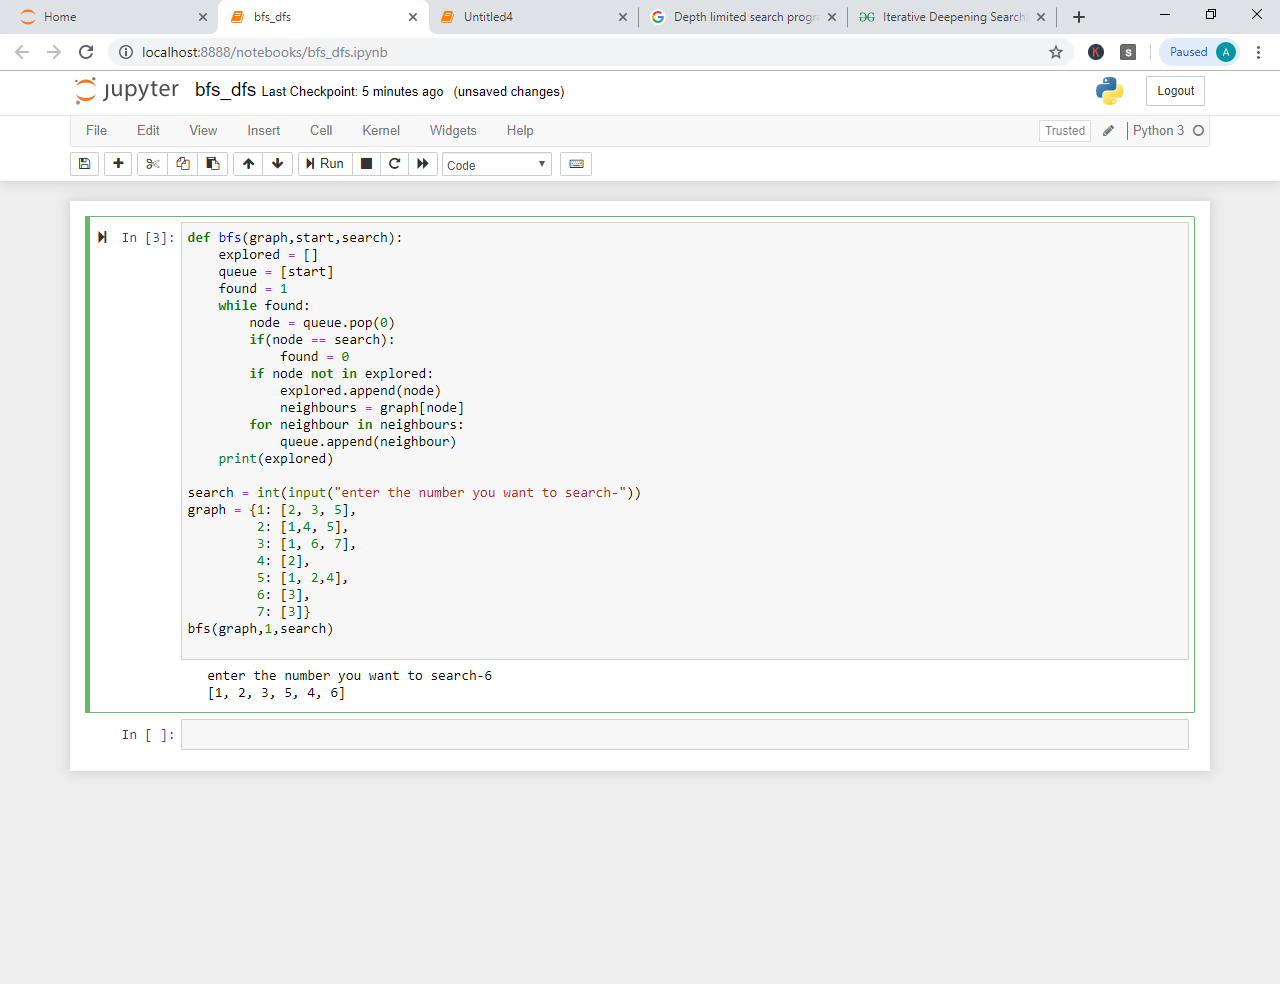 Home
bfs_dfs
Untitled4
Depth limited search progr
Iterative Deepening Search
localhost:8888/notebooks/bfs_dfs.ipynb
K
s
Paused
A
jupyter bfs_dfs Last Checkpoint: 5 minutes ago (unsaved changes)
Logout
File Edit View Insert Cell Kernel Widgets Help
Trusted
Python 3
Run
Code
In [3]:
def bfs(graph,start,search):
    explored = []
    queue = [start]
    found = 1
    while found:
        node = queue.pop(0)
        if(node == search):
            found = 0
        if node not in explored:
            explored.append(node)
            neighbours = graph[node]
        for neighbour in neighbours:
            queue.append(neighbour)
    print(explored)
search = int(input("enter the number you want to search-"))
graph = {1: [2, 3, 5],
         2: [1,4, 5],
         3: [1, 6, 7],
         4: [2],
         5: [1, 2,4],
         6: [3],
         7: [3]}
bfs(graph,1,search)
enter the number you want to search-6
[1, 2, 3, 5, 4, 6]
In [ ]: